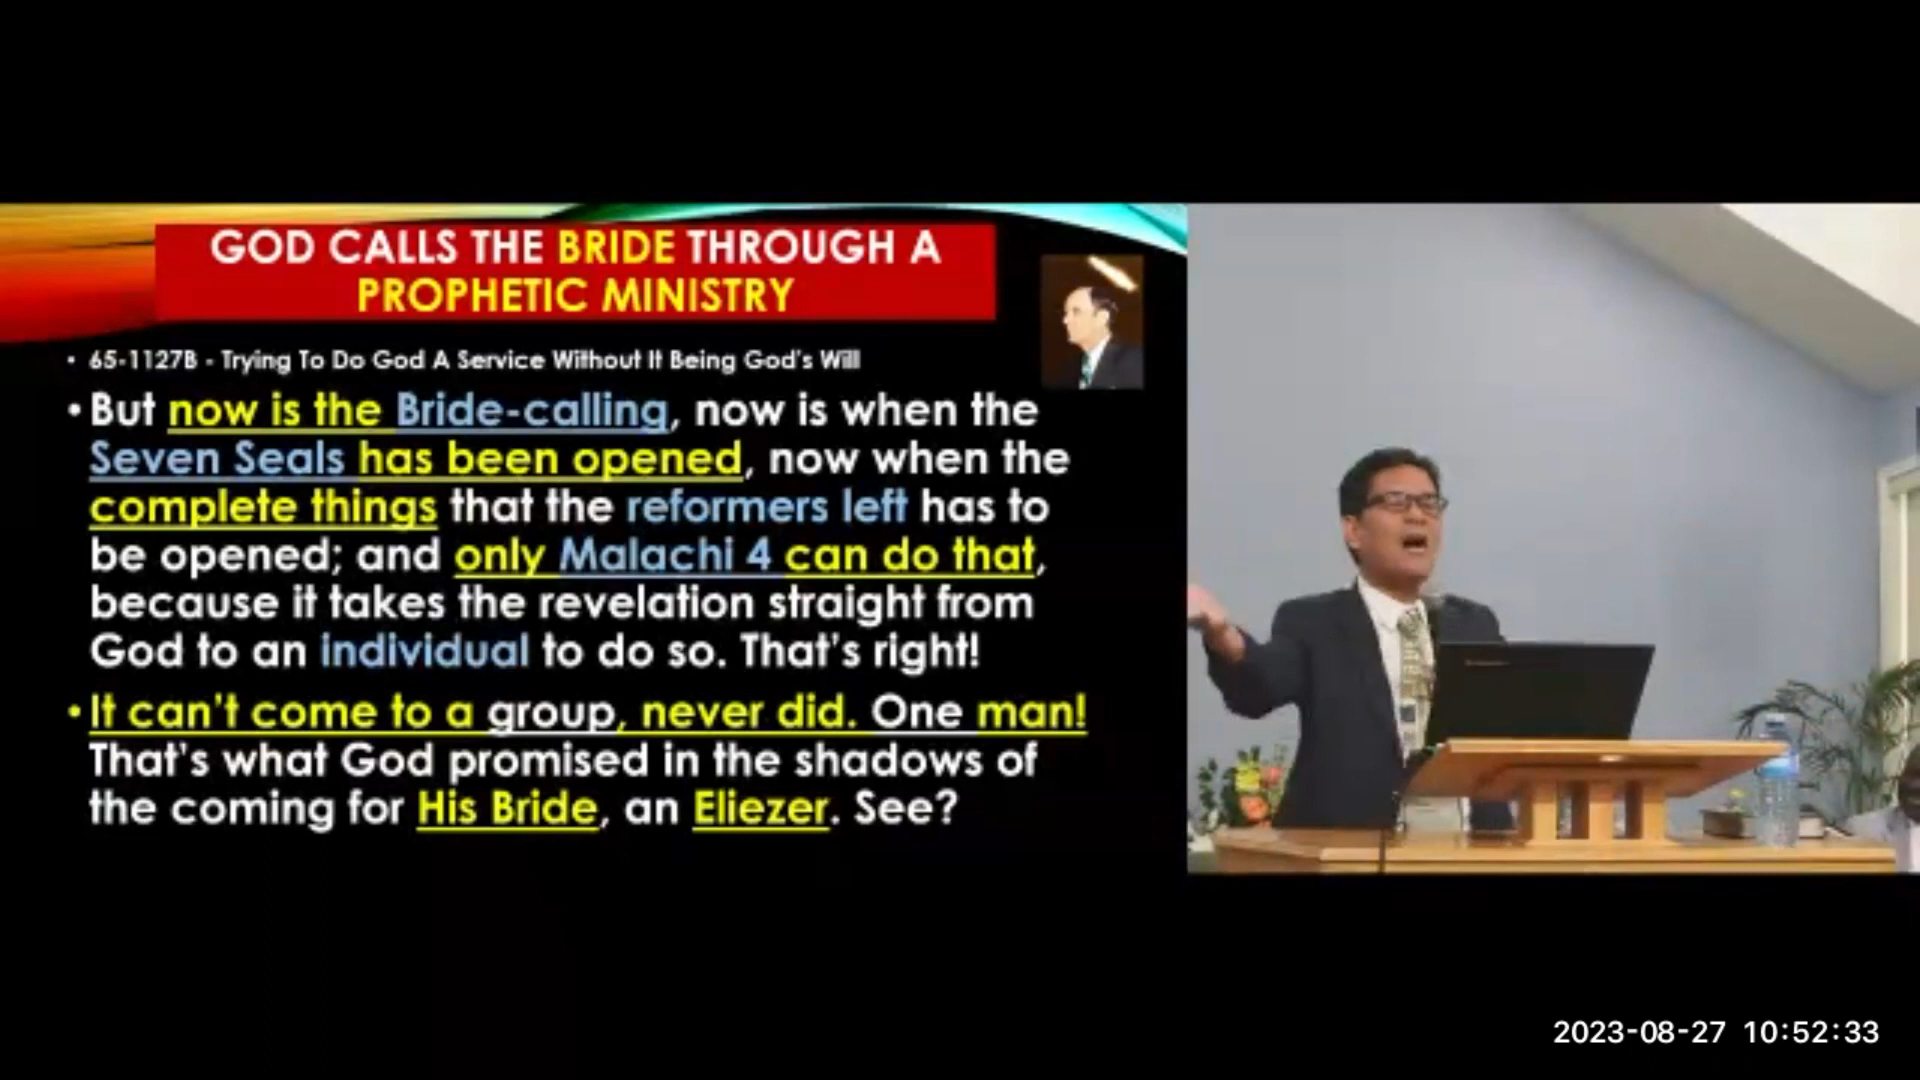 GOD CALLS THE BRIDE THROUGH A
PROPHETIC MINISTRY
• 65-1127B - Trying To Do God A Service Without It Being God's Will
• But now is the Bride-calling, now is when the
Seven Seals has been opened, now when the
complete things that the reformers left has to
be opened; and only Malachi 4 can do that,
because it takes the revelation straight from
God to an individual to do so. That's right!
• It can't come to a group, never did. One man!
That's what God promised in the shadows of
the coming for His Bride, an Eliezer. See?
2023-08-27 10:52:33